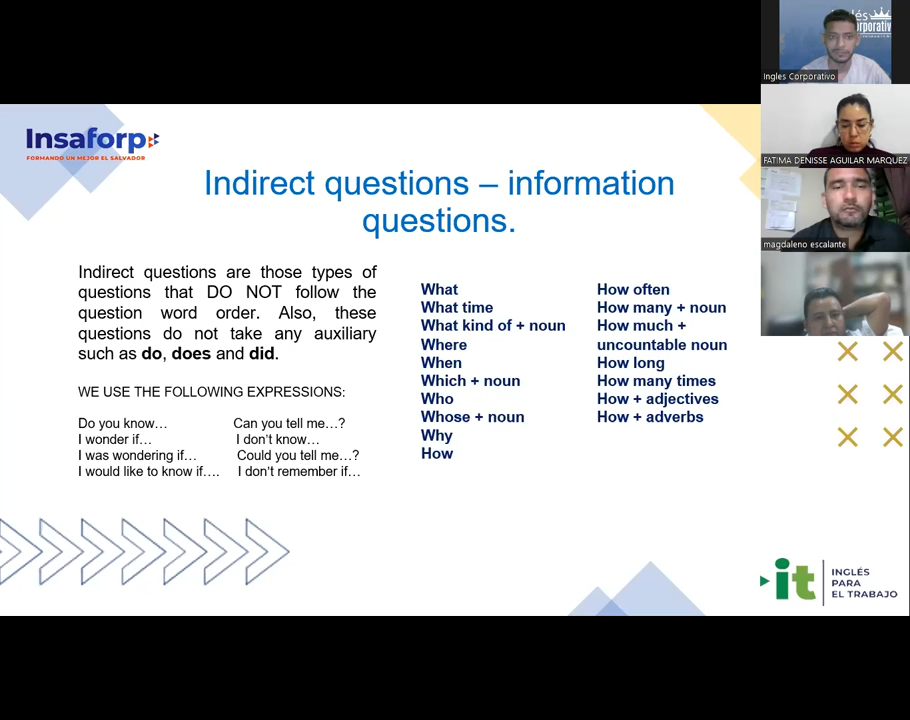 Insaforp
FORMANDO UN MEJOR EL SALVADOR
Indirect questions – information
questions.
Indirect questions are those types of
questions that DO NOT follow the
question word order. Also, these
questions do not take any auxiliary
such as do, does and did.
WE USE THE FOLLOWING EXPRESSIONS:
Do you know… Can you tell me…?
I wonder if… I don’t know…
I was wondering if… Could you tell me…?
I would like to know if…. I don’t remember if…
What
What time
What kind of + noun
Where
When
Which + noun
Who
Whose + noun
Why
How
How often
How many + noun
How much +
uncountable noun
How long
How many times
How + adjectives
How + adverbs
it
INGLÉS
PARA
EL TRABAJO
Ingles Corporativo
FATIMA DENISSE AGUILAR MARQUEZ
magdaleno escalante